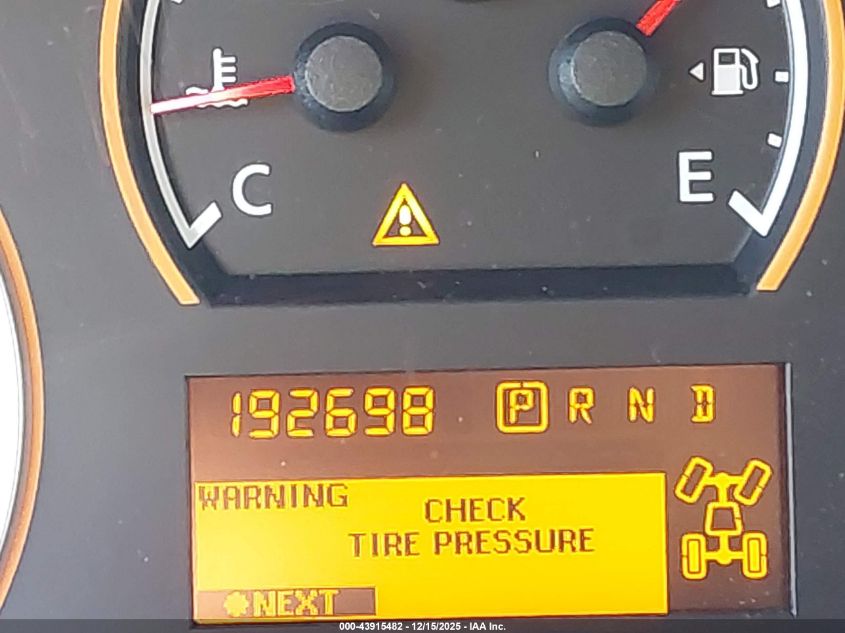 C
E
192698 P R N D
WARNING
CHECK
TIRE PRESSURE
✽NEXT
000-43915482 - 12/15/2025 - IAA Inc.